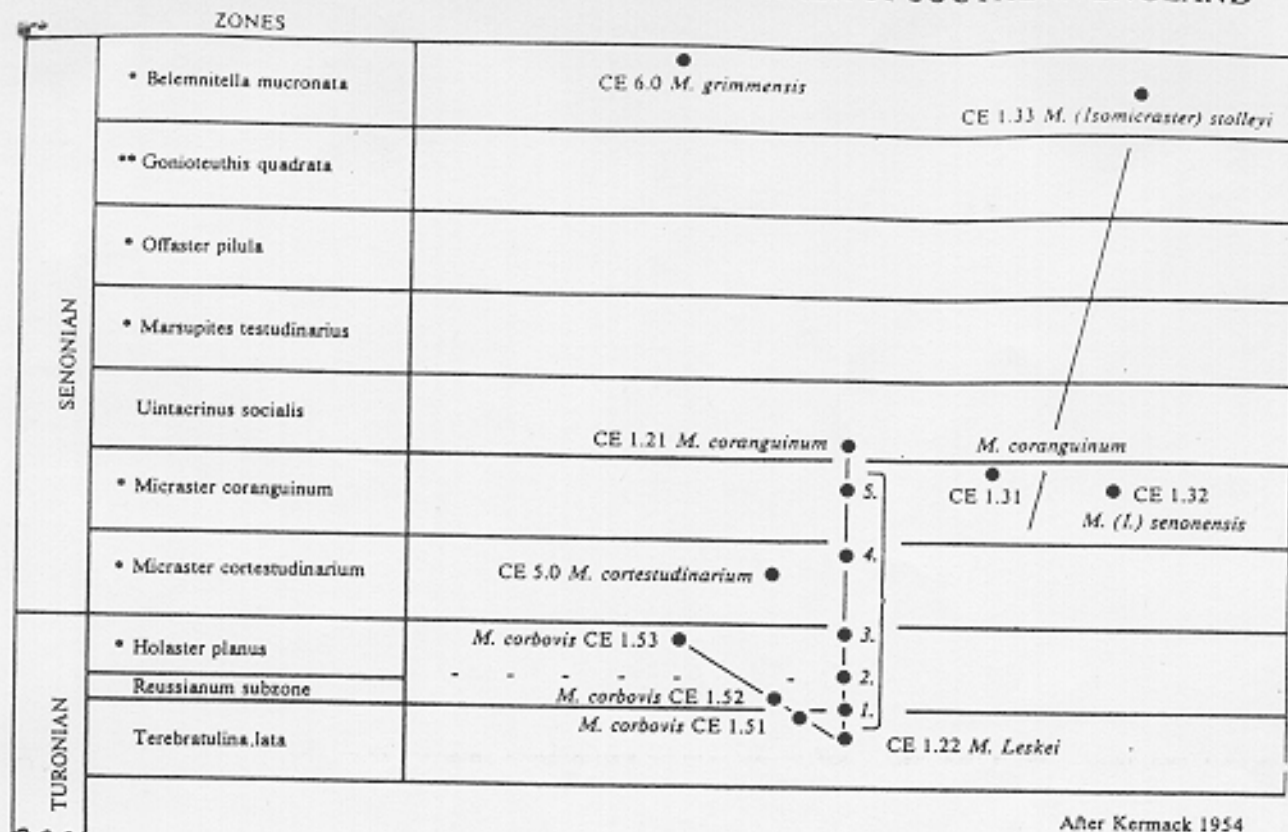 ZONES
SENONIAN
TURONIAN
• Belemnitella mucronata
•• Gonioteuthis quadrata
• Offaster pilula
• Marsupites testudinarius
Uintacrinus socialis
• Micraster coranguinum
• Micraster cortestudinarium
• Holaster planus
Reussianum subzone
Terebratulina lata
CE 6.0 M. grimmensis
CE 1.33 M. (Isomicraster) stolleyi
CE 1.21 M. coranguinum
M. coranguinum
CE 1.31
CE 1.32
M. (I.) senonensis
5.
4.
CE 5.0 M. cortestudinarium
3.
M. corbovis CE 1.53
2.
M. corbovis CE 1.52
1.
M. corbovis CE 1.51
CE 1.22 M. Leskei
After Kermack 1954